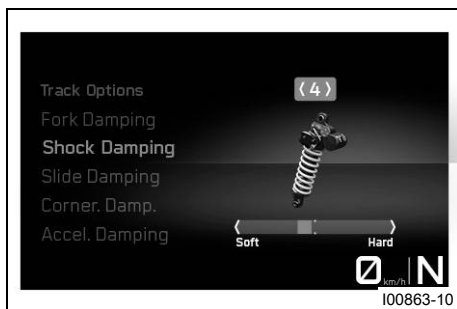 Track Options
⟨4⟩
Fork Damping
Shock Damping
Slide Damping
Corner. Damp.
Accel. Damping
Soft
Hard
0 km/h N
I00863-10